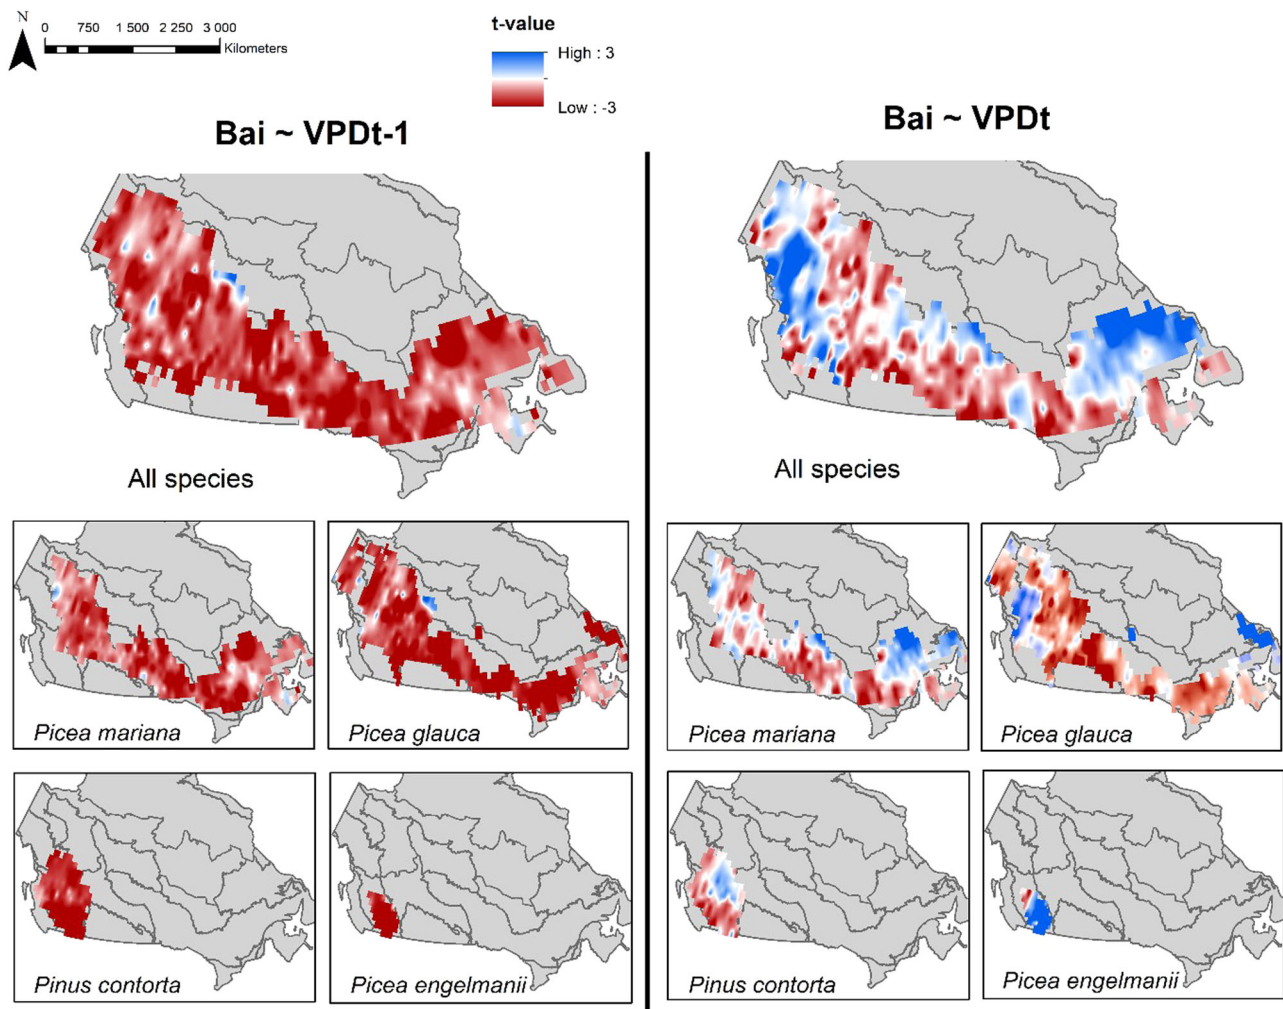 N
0 750 1 500 2 250 3 000
Kilometers
t-value
High : 3
Low : -3
Bai ~ VPDt-1
Bai ~ VPDt
All species
All species
Picea mariana
Picea glauca
Picea mariana
Picea glauca
Pinus contorta
Picea engelmanii
Pinus contorta
Picea engelmanii